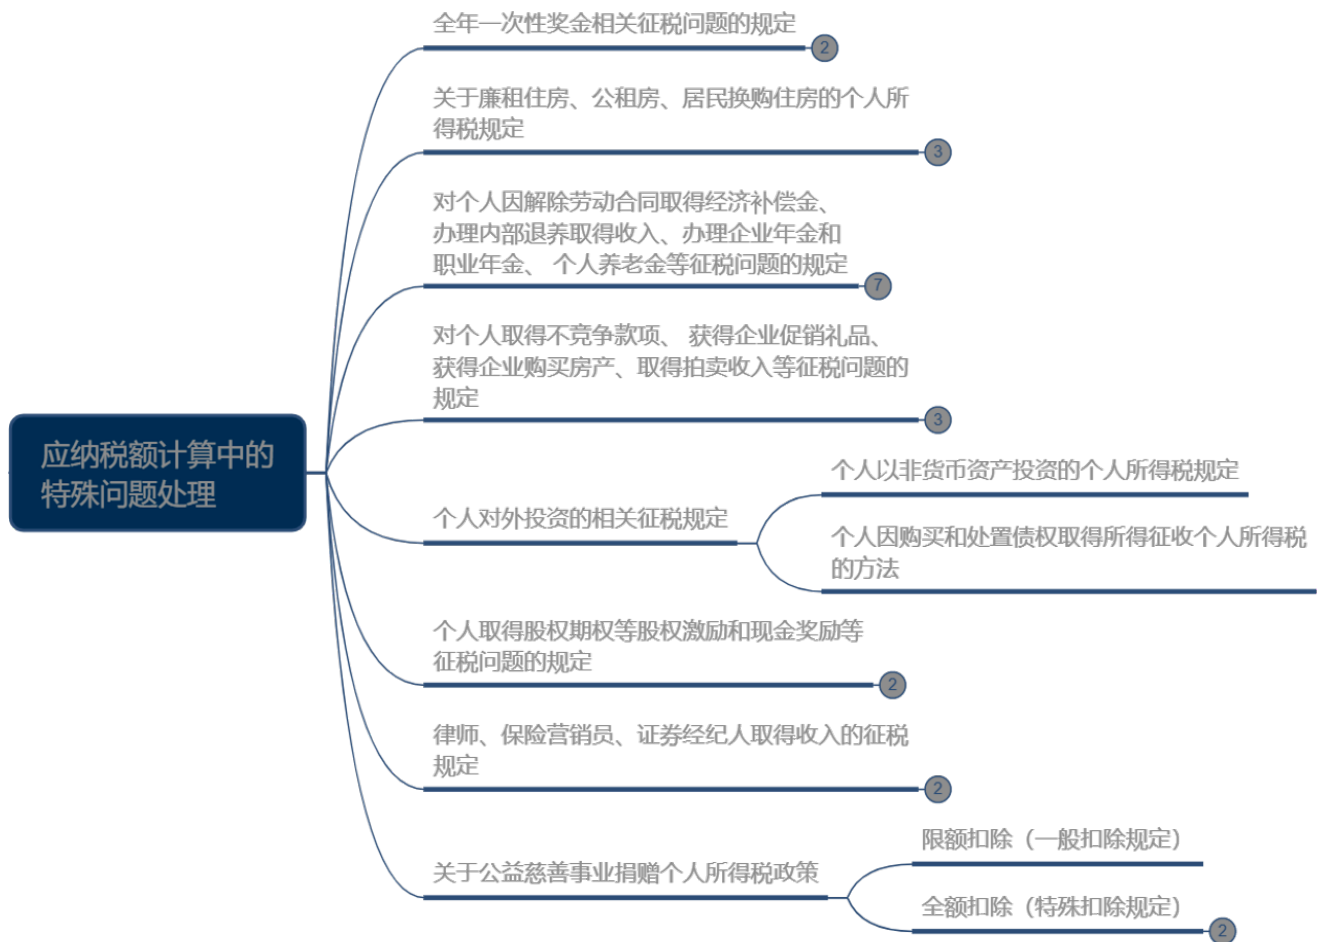 全年一次性奖金相关征税问题的规定
2
关于廉租住房、公租房、居民换购住房的个人所
得税规定
3
对个人因解除劳动合同取得经济补偿金、
办理内部退养取得收入、办理企业年金和
职业年金、 个人养老金等征税问题的规定
7
对个人取得不竞争款项、 获得企业促销礼品、
获得企业购买房产、取得拍卖收入等征税问题的
规定
3
应纳税额计算中的
特殊问题处理
个人对外投资的相关征税规定
个人以非货币资产投资的个人所得税规定
个人因购买和处置债权取得所得征收个人所得税
的方法
个人取得股权期权等股权激励和现金奖励等
征税问题的规定
2
律师、保险营销员、证券经纪人取得收入的征税
规定
2
关于公益慈善事业捐赠个人所得税政策
限额扣除（一般扣除规定）
全额扣除（特殊扣除规定）
2